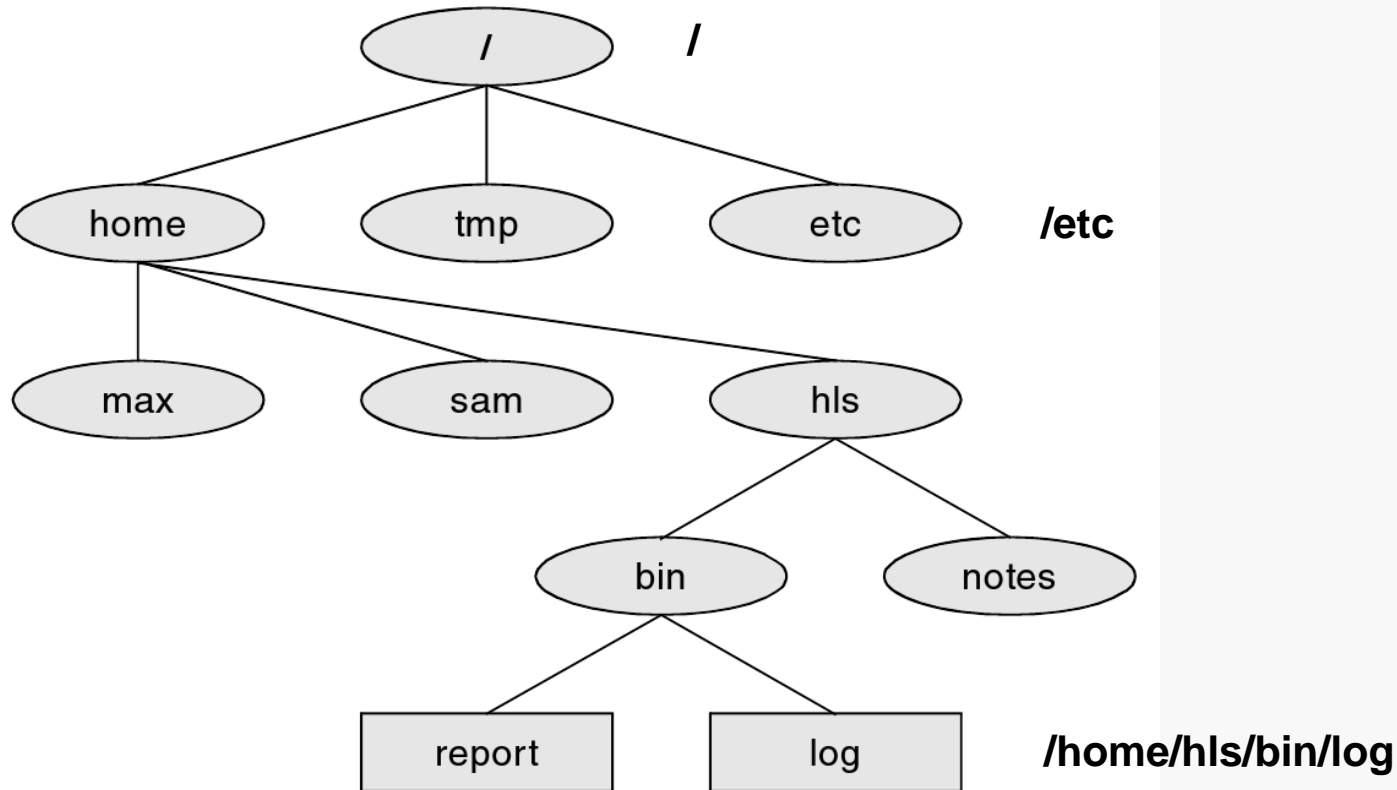 / /
home tmp etc /etc
max sam hls
bin notes
report log /home/hls/bin/log